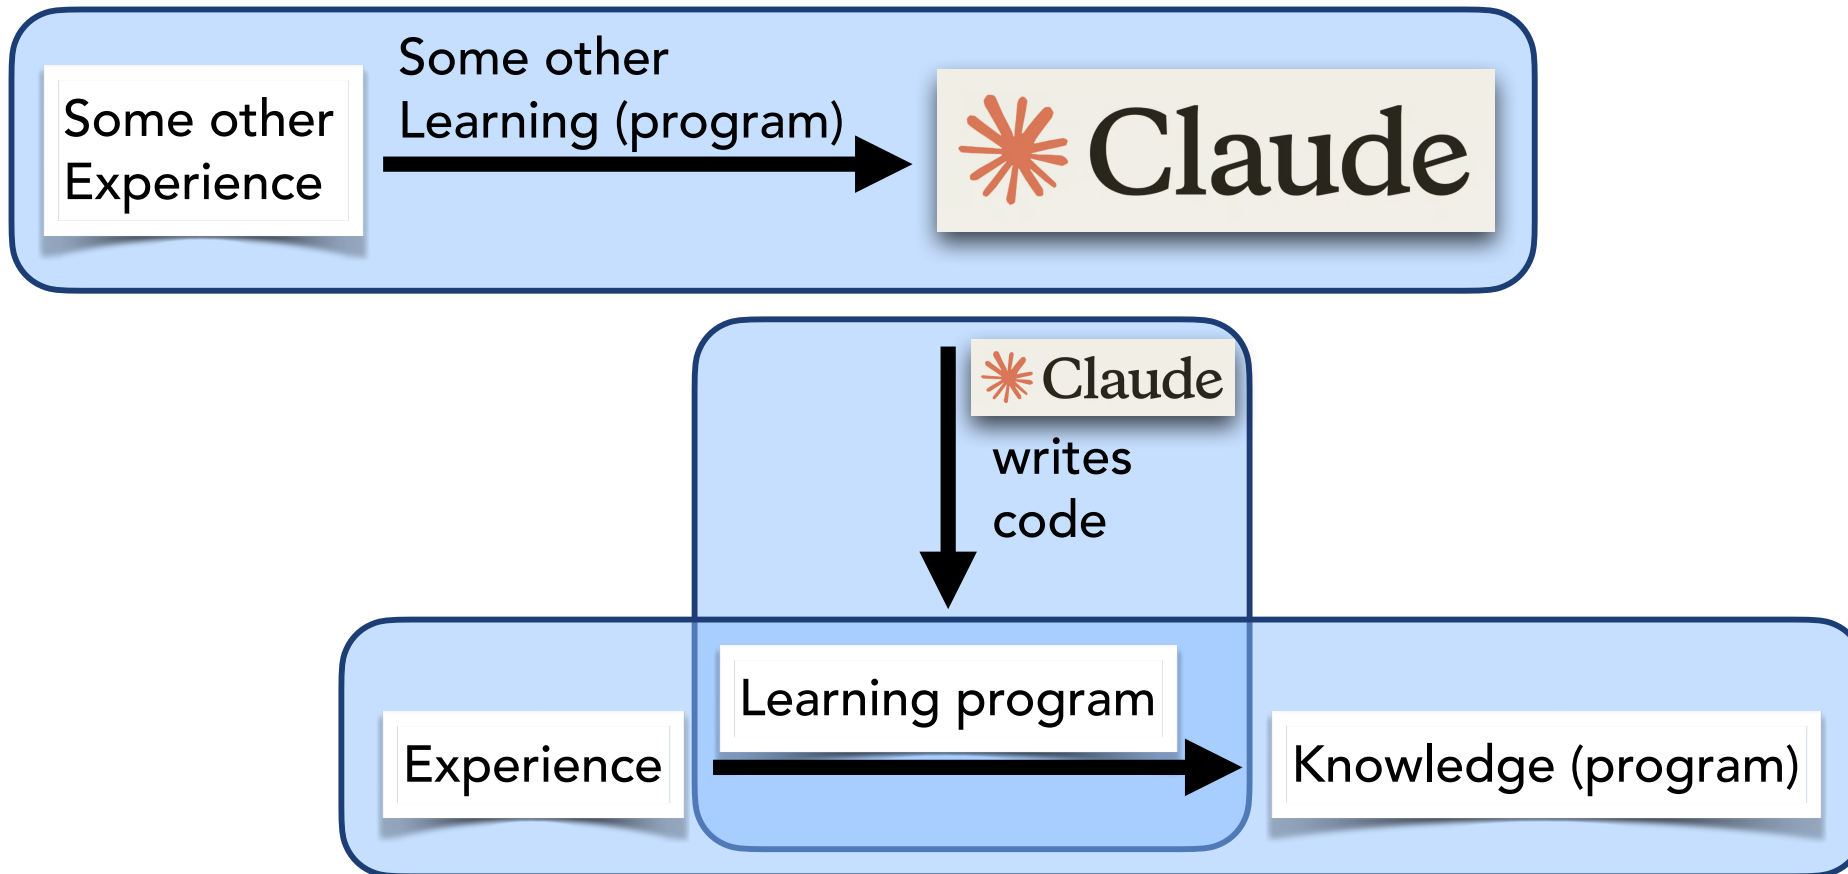 Some other
Experience
Some other
Learning (program)
Claude
Claude
writes
code
Learning program
Experience
Knowledge (program)